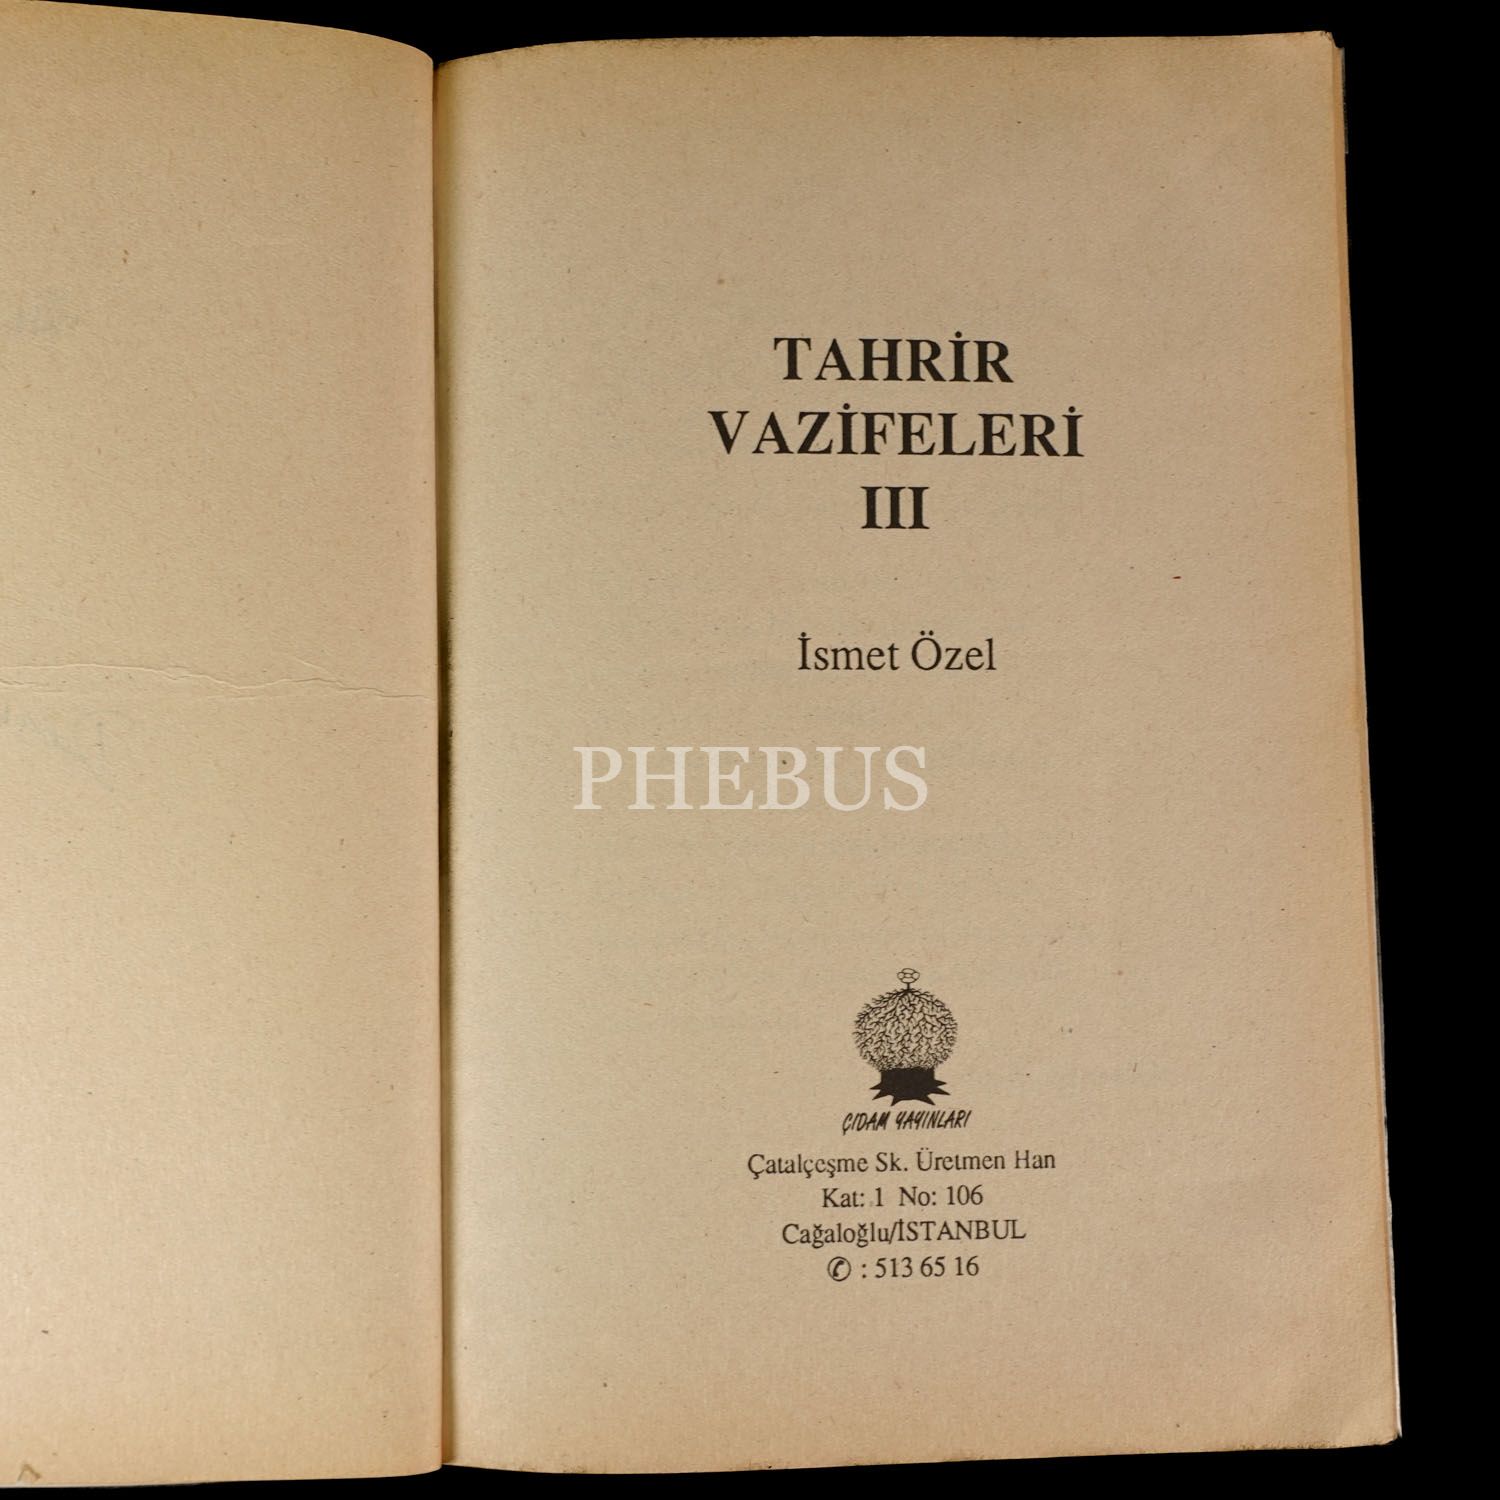 TAHRİR
VAZİFELERİ
III
İsmet Özel
PHEBUS
ÇIDAM YAYINLARI
Çatalçeşme Sk. Üretmen Han
Kat: 1 No: 106
Cağaloğlu/İSTANBUL
✆ : 513 65 16